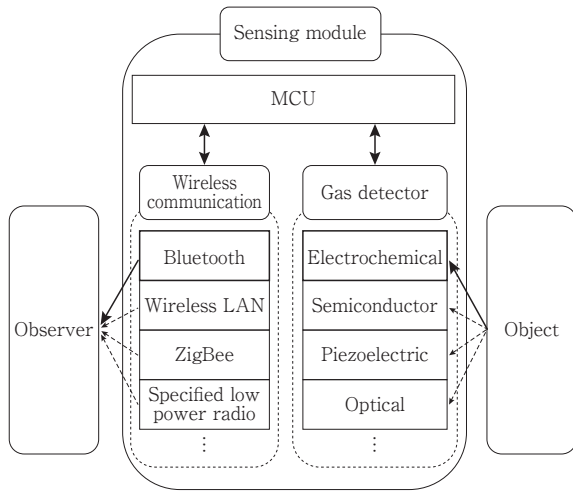 Sensing module
MCU
Wireless
communication
Gas detector
Bluetooth
Wireless LAN
ZigBee
Specified low
power radio
⋮
Electrochemical
Semiconductor
Piezoelectric
Optical
⋮
Observer
Object